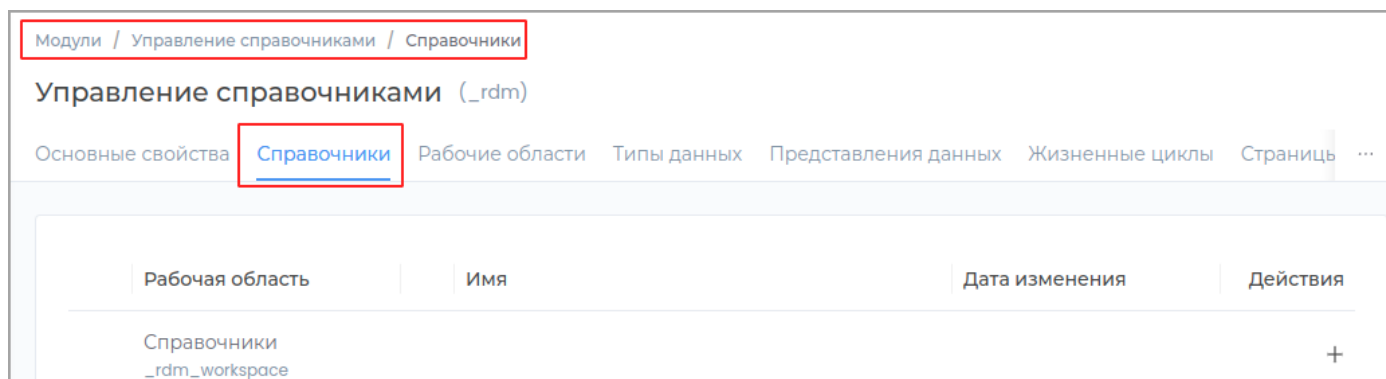 Модули / Управление справочниками / Справочники
Управление справочниками (_rdm)
Основные свойства Справочники Рабочие области Типы данных Представления данных Жизненные циклы Страницы ...
Рабочая область Имя Дата изменения Действия
Справочники +
_rdm_workspace